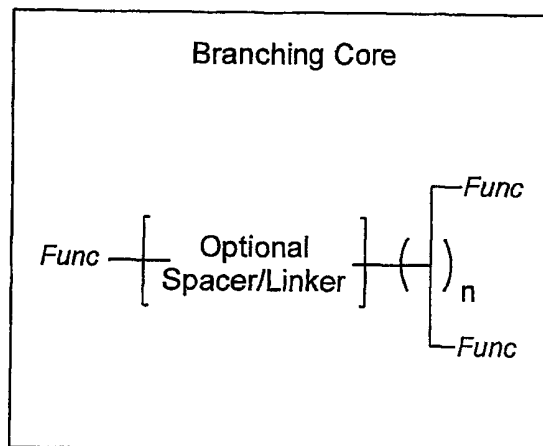 Branching Core
Func
Func
Optional
Spacer/Linker
n
Func